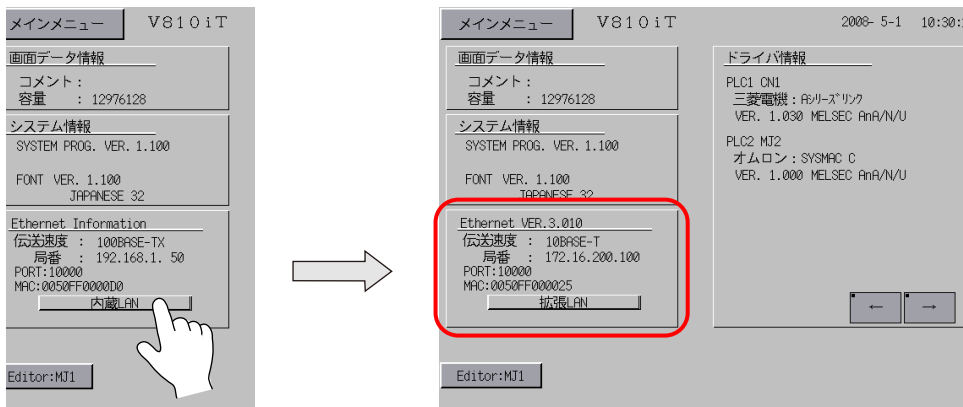 メインメニュー V810iT
画面データ情報
コメント:
容量 : 12976128
システム情報
SYSTEM PROG. VER. 1.100
FONT VER. 1.100
JAPANESE 32
Ethernet Information
伝送速度 : 100BASE-TX
局番 : 192.168.1. 50
PORT:10000
MAC:0050FF0000D0
内蔵LAN
Editor:MJ1
メインメニュー V810iT 2008- 5-1 10:30:
画面データ情報
コメント:
容量 : 12976128
システム情報
SYSTEM PROG. VER. 1.100
FONT VER. 1.100
JAPANESE 32
Ethernet VER.3.010
伝送速度 : 10BASE-T
局番 : 172.16.200.100
PORT:10000
MAC:0050FF000025
拡張LAN
Editor:MJ1
ドライバ情報
PLC1 CN1
三菱電機:Aシリーズリンク
VER. 1.030 MELSEC AnA/N/U
PLC2 MJ2
オムロン:SYSMAC C
VER. 1.000 MELSEC AnA/N/U
← →